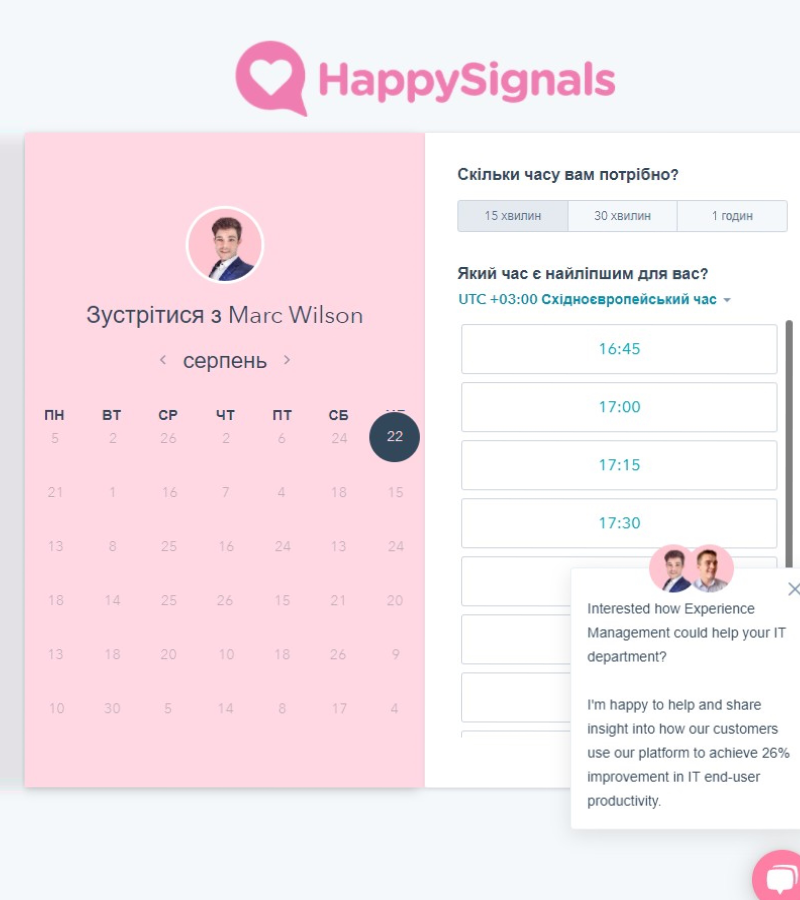 HappySignals
Зустрітися з Marc Wilson
серпень
ПН ВТ СР ЧТ ПТ СБ
5 2 26 2 6 24 22
21 1 16 7 4 18 15
13 8 25 16 24 13 24
18 14 25 26 15 21 20
13 18 20 10 18 26 9
10 30 5 14 8 17 4
Скільки часу вам потрібно?
15 хвилин 30 хвилин 1 годин
Який час є найліпшим для вас?
UTC +03:00 Східноєвропейський час
16:45
17:00
17:15
17:30
Interested how Experience
Management could help your IT
department?
I'm happy to help and share
insight into how our customers
use our platform to achieve 26%
improvement in IT end-user
productivity.